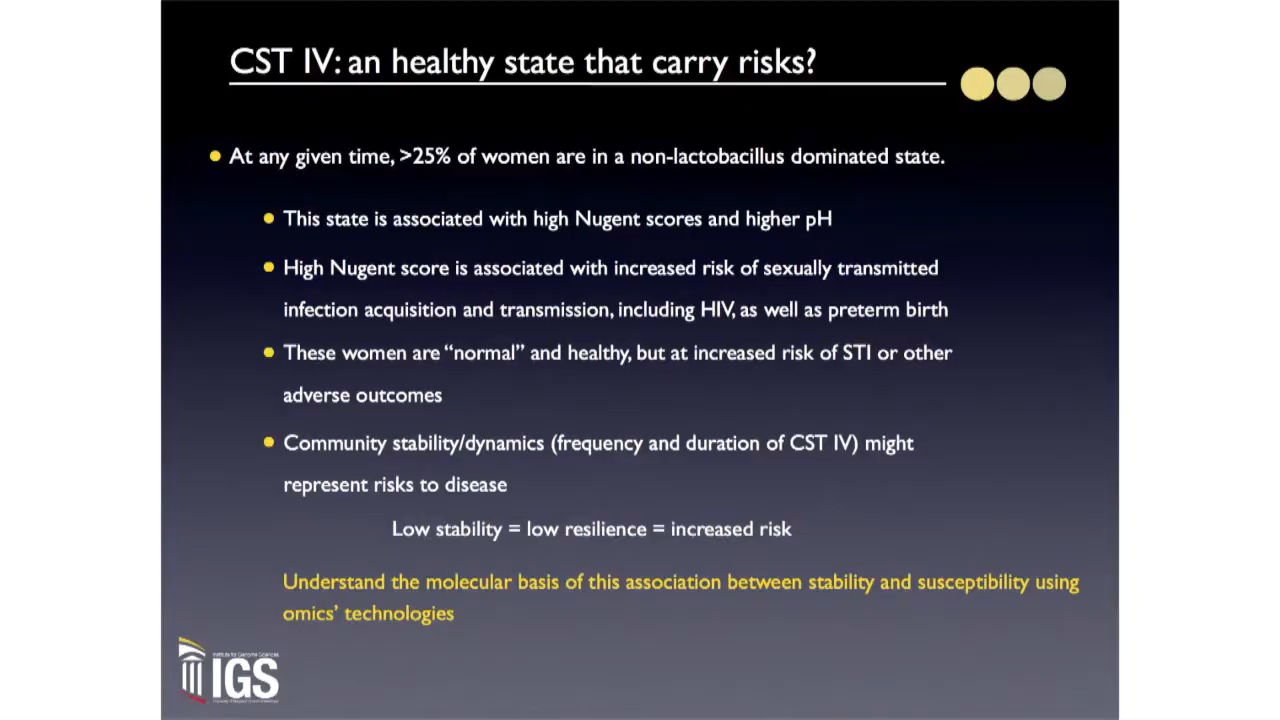 CST IV: an healthy state that carry risks?
At any given time, >25% of women are in a non-lactobacillus dominated state.
This state is associated with high Nugent scores and higher pH
High Nugent score is associated with increased risk of sexually transmitted
infection acquisition and transmission, including HIV, as well as preterm birth
These women are “normal” and healthy, but at increased risk of STI or other
adverse outcomes
Community stability/dynamics (frequency and duration of CST IV) might
represent risks to disease
Low stability = low resilience = increased risk
Understand the molecular basis of this association between stability and susceptibility using
omics’ technologies
Institute for Genome Sciences
IGS